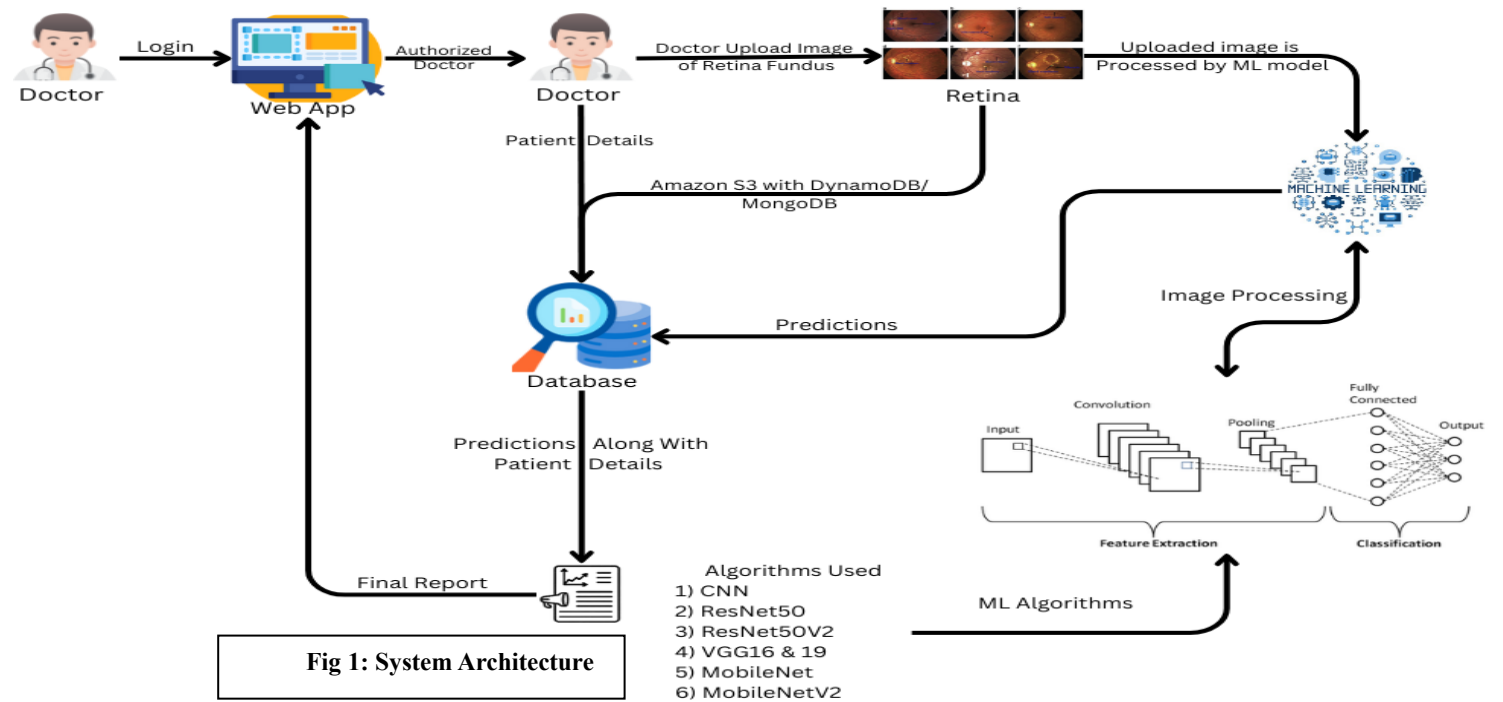 Login
Authorized
Doctor
Doctor Upload Image
of Retina Fundus
Uploaded image is
Processed by ML model
Doctor
Web App
Doctor
Retina
Patient Details
Amazon S3 with DynamoDB/
MongoDB
MACHINE LEARNING
Image Processing
Predictions
Database
Predictions Along With
Patient Details
Input
Convolution
Pooling
Fully
Connected
Output
Feature Extraction
Classification
Final Report
Algorithms Used
1) CNN
2) ResNet50
3) ResNet50V2
4) VGG16 & 19
5) MobileNet
6) MobileNetV2
ML Algorithms
Fig 1: System Architecture